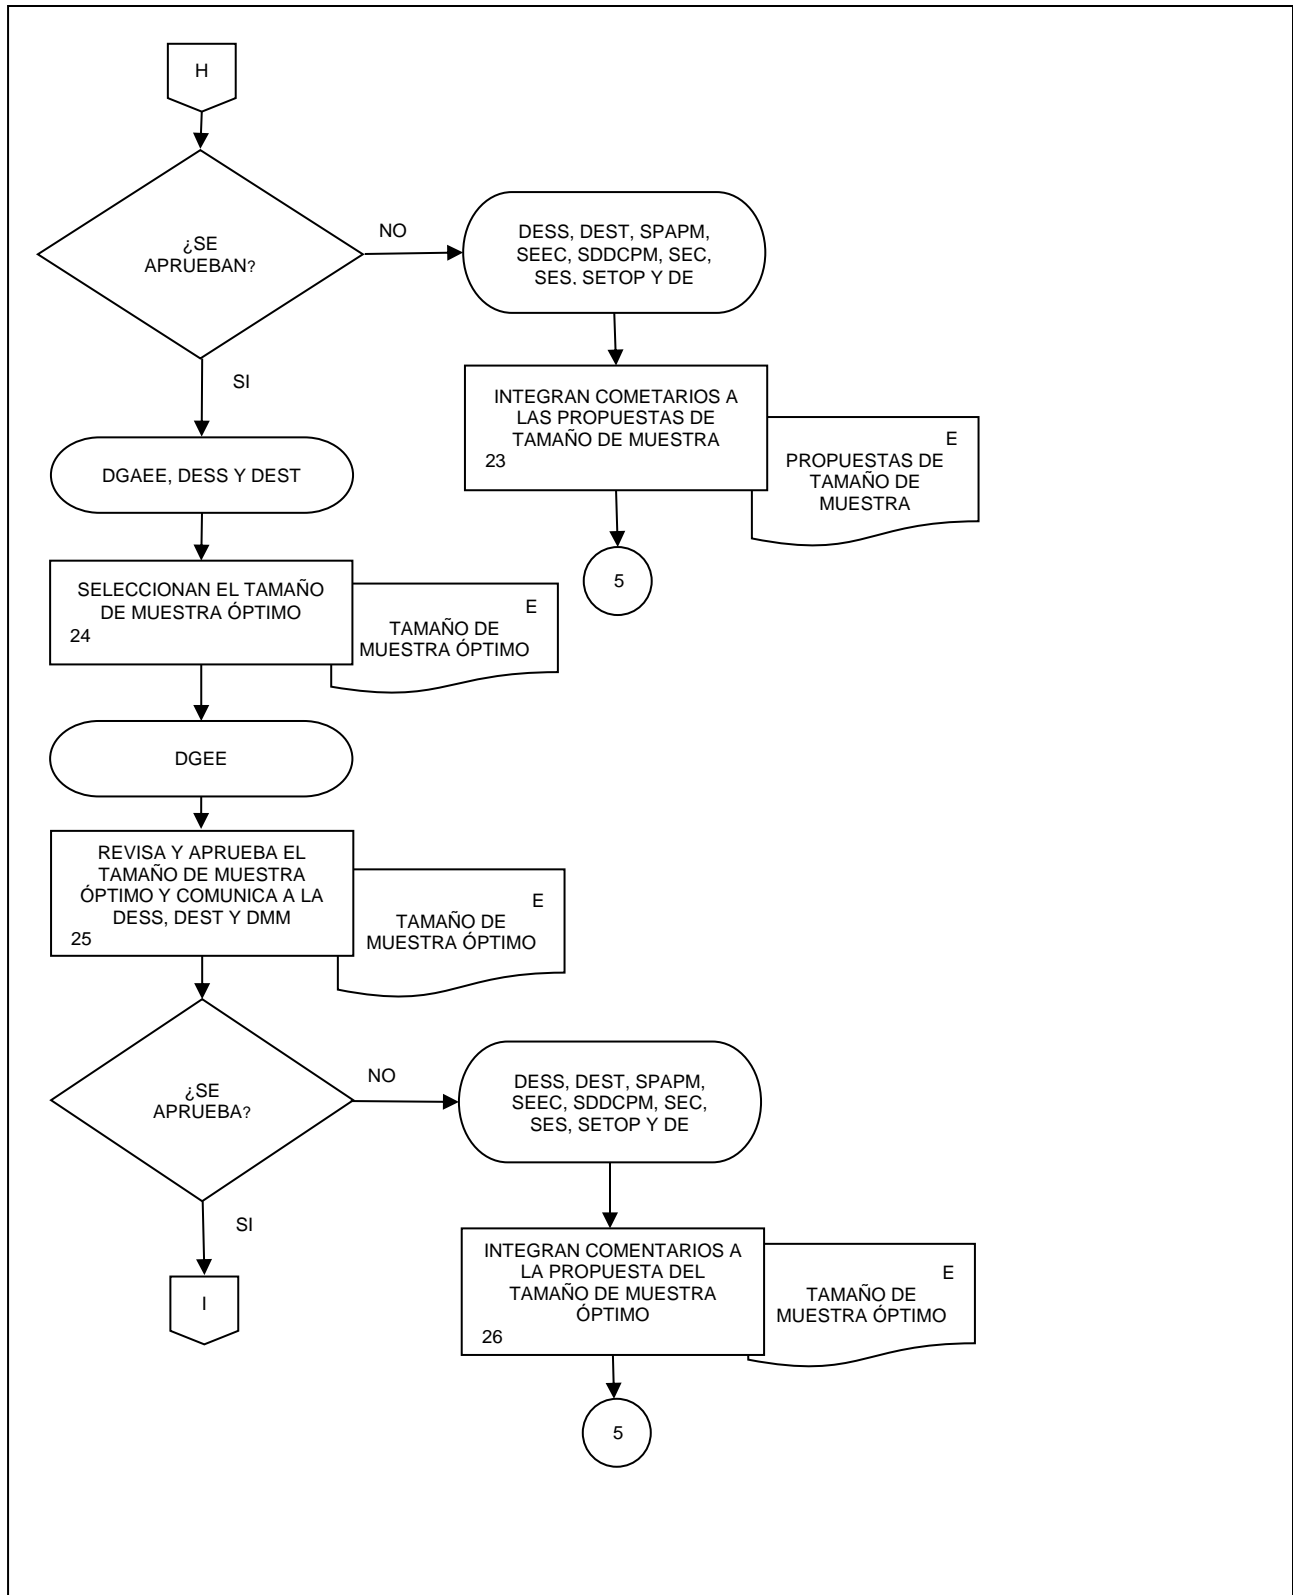 H
¿SE
APRUEBAN?
NO
DESS, DEST, SPAPM,
SEEC, SDDCPM, SEC,
SES, SETOP Y DE
SI
INTEGRAN COMETARIOS A
LAS PROPUESTAS DE
TAMAÑO DE MUESTRA
23
E
PROPUESTAS DE
TAMAÑO DE
MUESTRA
5
DGAEE, DESS Y DEST
SELECCIONAN EL TAMAÑO
DE MUESTRA ÓPTIMO
24
E
TAMAÑO DE
MUESTRA ÓPTIMO
DGEE
REVISA Y APRUEBA EL
TAMAÑO DE MUESTRA
ÓPTIMO Y COMUNICA A LA
DESS, DEST Y DMM
25
E
TAMAÑO DE
MUESTRA ÓPTIMO
¿SE
APRUEBA?
NO
DESS, DEST, SPAPM,
SEEC, SDDCPM, SEC,
SES, SETOP Y DE
SI
I
INTEGRAN COMENTARIOS A
LA PROPUESTA DEL
TAMAÑO DE MUESTRA
ÓPTIMO
26
E
TAMAÑO DE
MUESTRA ÓPTIMO
5